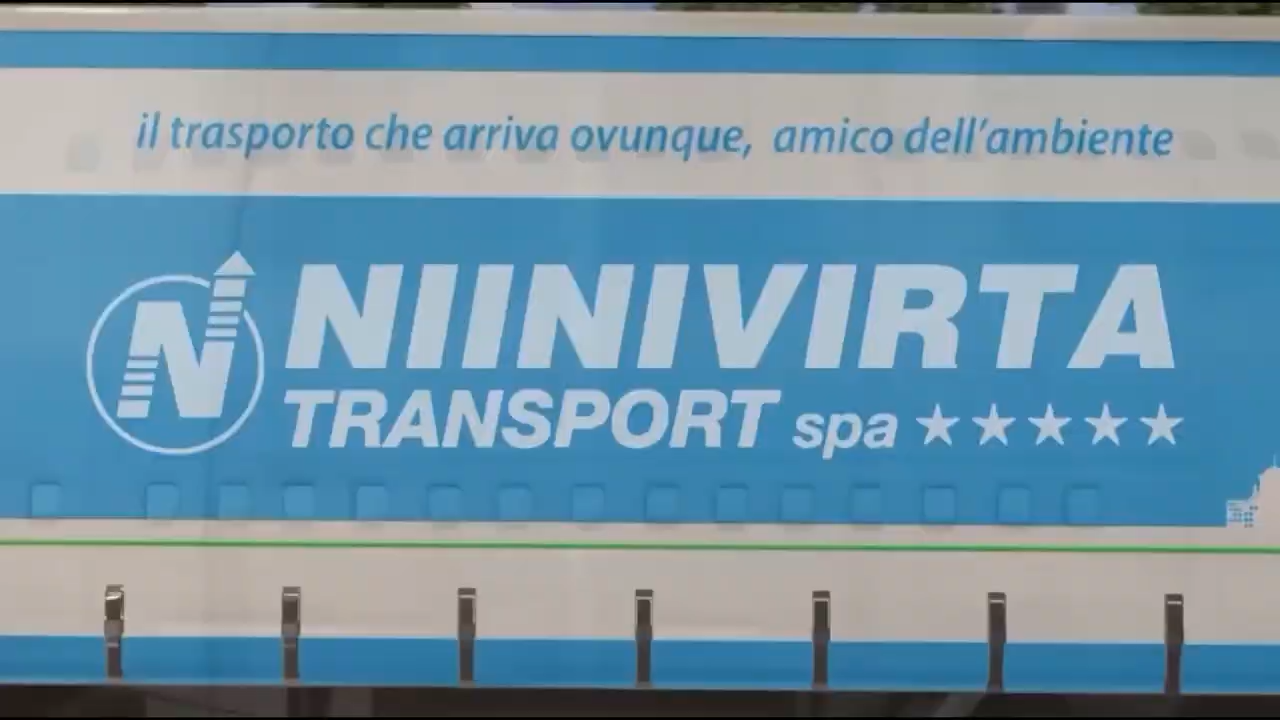 il trasporto che arriva ovunque, amico dell'ambiente
N NIINIVIRTA
TRANSPORT spa ★★★★★